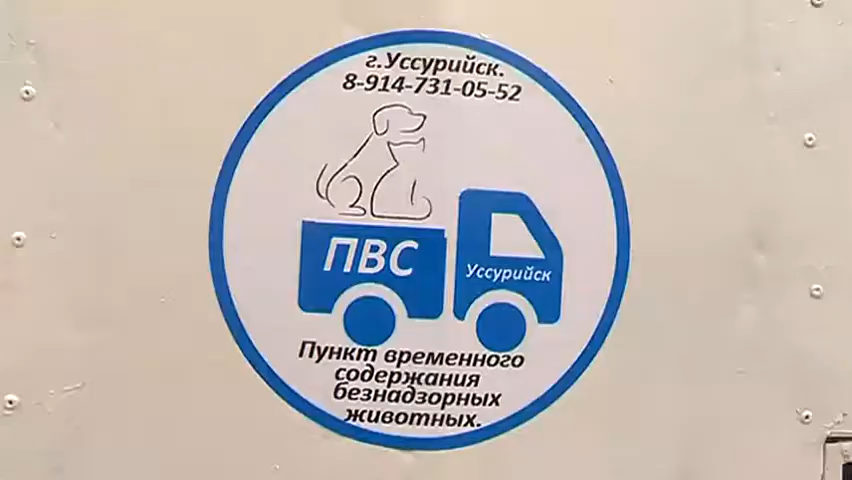 г.Уссурийск.
8-914-731-05-52
ПВС
Уссурийск
Пункт временного
содержания
безнадзорных
животных.